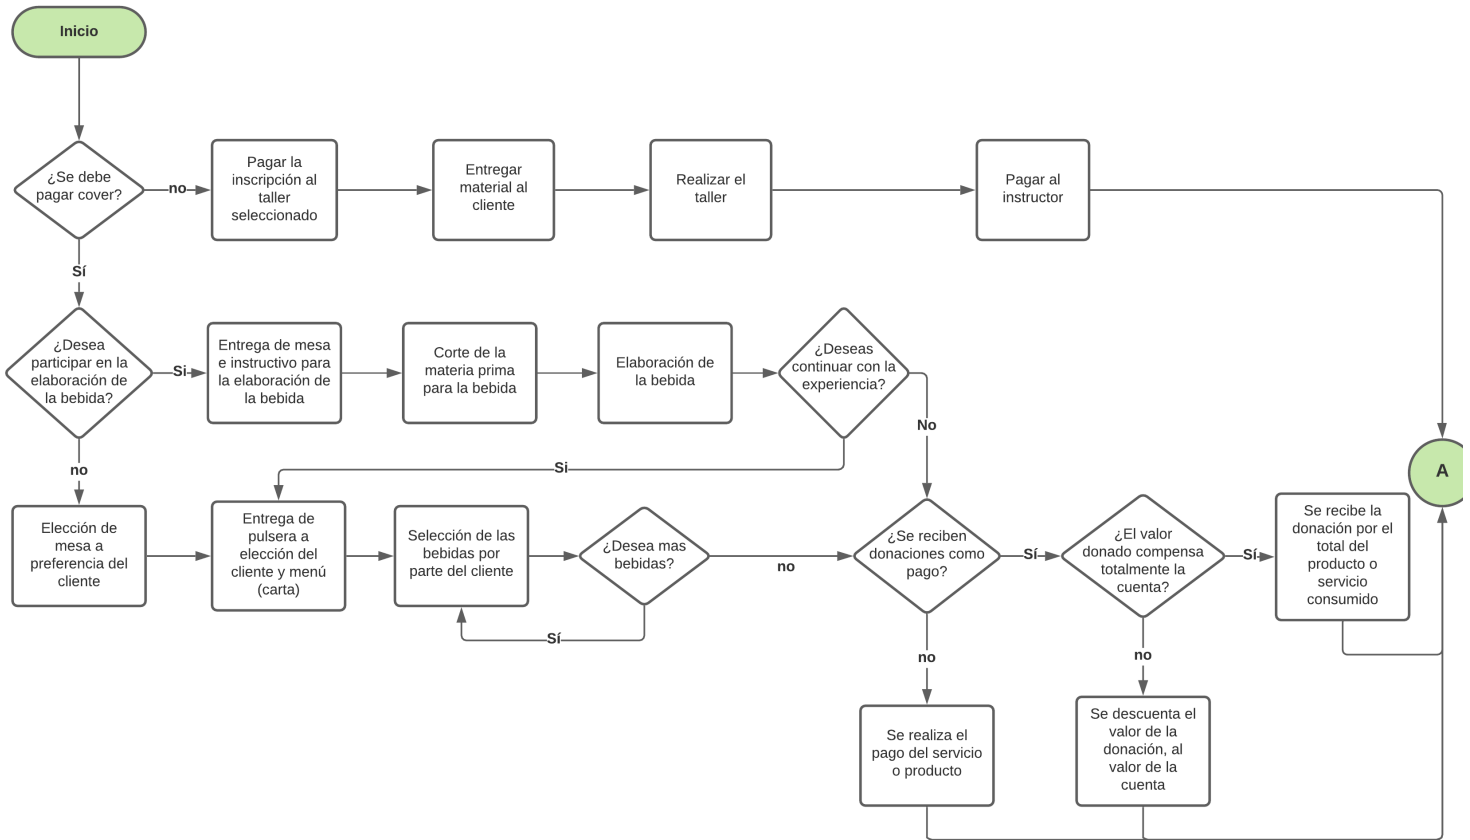 Inicio
¿Se debe
pagar cover?
no
Pagar la
inscripción al
taller
seleccionado
Entregar
material al
cliente
Realizar el
taller
Pagar al
instructor
Sí
¿Desea
participar en la
elaboración de
la bebida?
Si
Entrega de mesa
e instructivo para
la elaboración de
la bebida
Corte de la
materia prima
para la bebida
Elaboración de
la bebida
¿Deseas
continuar con la
experiencia?
No
Si
no
A
Elección de
mesa a
preferencia del
cliente
Entrega de
pulsera a
elección del
cliente y menú
(carta)
Selección de las
bebidas por
parte del cliente
¿Desea mas
bebidas?
no
Sí
¿Se reciben
donaciones como
pago?
Sí
¿El valor
donado compensa
totalmente la
cuenta?
Sí
Se recibe la
donación por el
total del
producto o
servicio
consumido
no
no
Se realiza el
pago del servicio
o producto
Se descuenta el
valor de la
donación, al
valor de la
cuenta